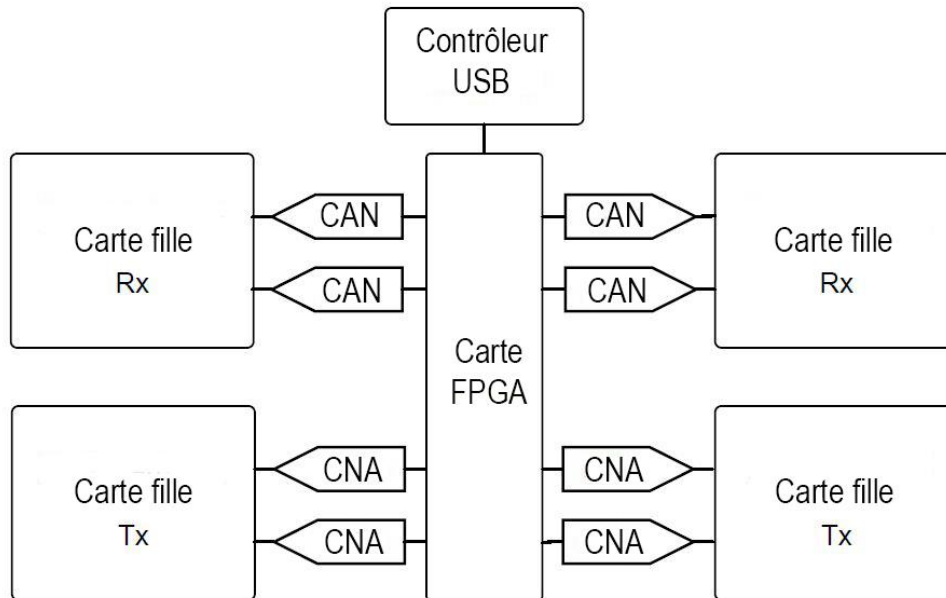 Contrôleur
USB
Carte fille
Rx
CAN
CAN
CAN
CAN
Carte fille
Rx
Carte
FPGA
Carte fille
Tx
CNA
CNA
CNA
CNA
Carte fille
Tx